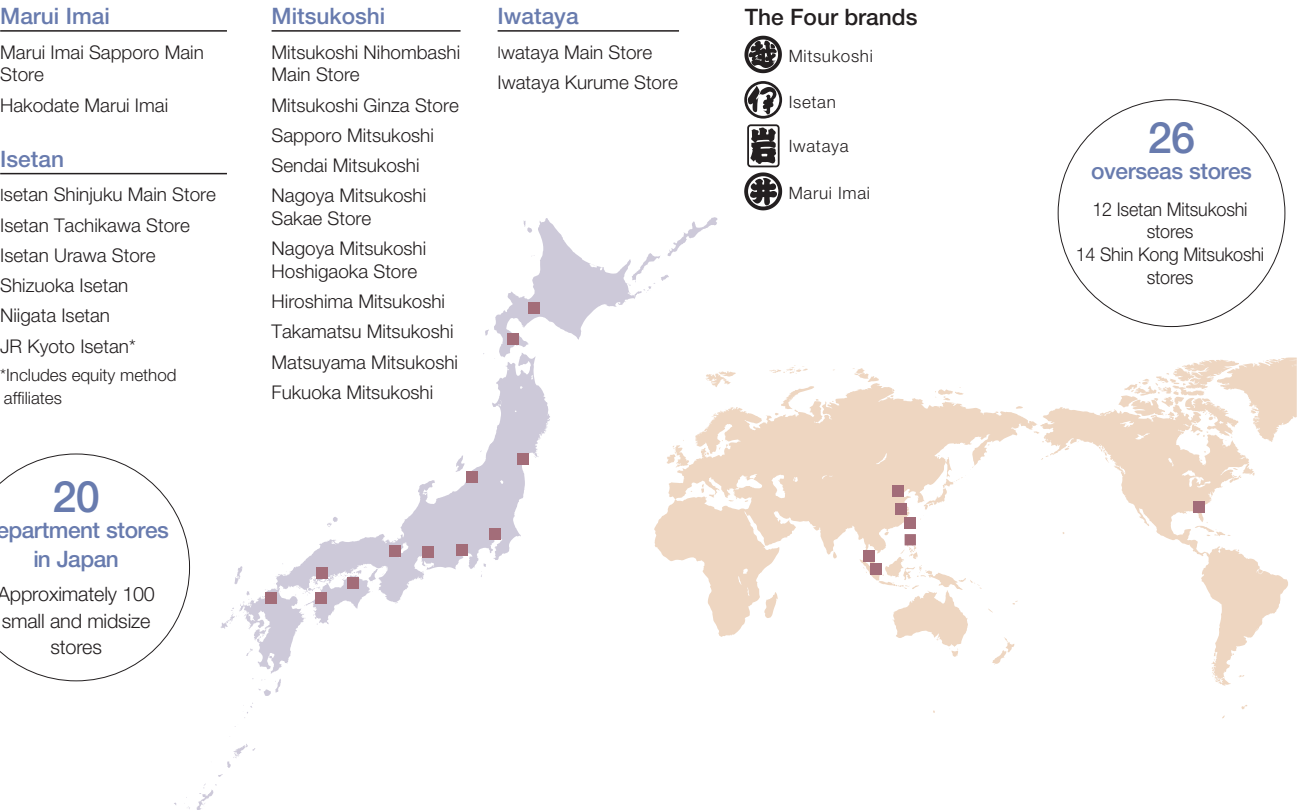 Marui Imai
Marui Imai Sapporo Main
Store
Hakodate Marui Imai
Isetan
Isetan Shinjuku Main Store
Isetan Tachikawa Store
Isetan Urawa Store
Shizuoka Isetan
Niigata Isetan
JR Kyoto Isetan*
*Includes equity method
affiliates
Mitsukoshi
Mitsukoshi Nihombashi
Main Store
Mitsukoshi Ginza Store
Sapporo Mitsukoshi
Sendai Mitsukoshi
Nagoya Mitsukoshi
Sakae Store
Nagoya Mitsukoshi
Hoshigaoka Store
Hiroshima Mitsukoshi
Takamatsu Mitsukoshi
Matsuyama Mitsukoshi
Fukuoka Mitsukoshi
Iwataya
Iwataya Main Store
Iwataya Kurume Store
The Four brands
越 Mitsukoshi
伊 Isetan
岩 Iwataya
井 Marui Imai
26
overseas stores
12 Isetan Mitsukoshi
stores
14 Shin Kong Mitsukoshi
stores
20
epartment stores
in Japan
Approximately 100
small and midsize
stores